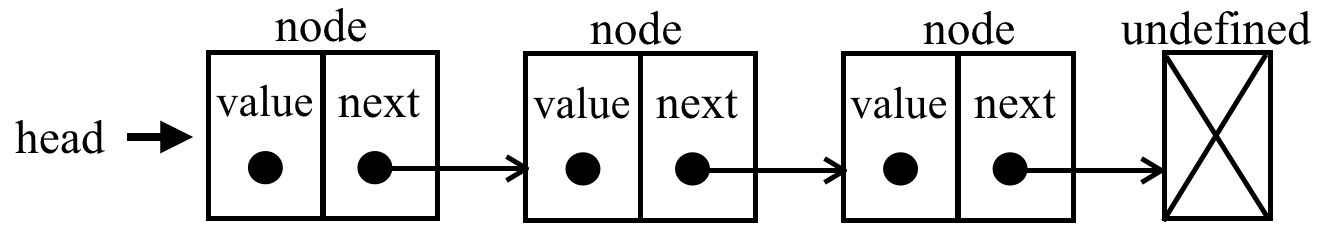 node node node undefined
value next value next value next
head